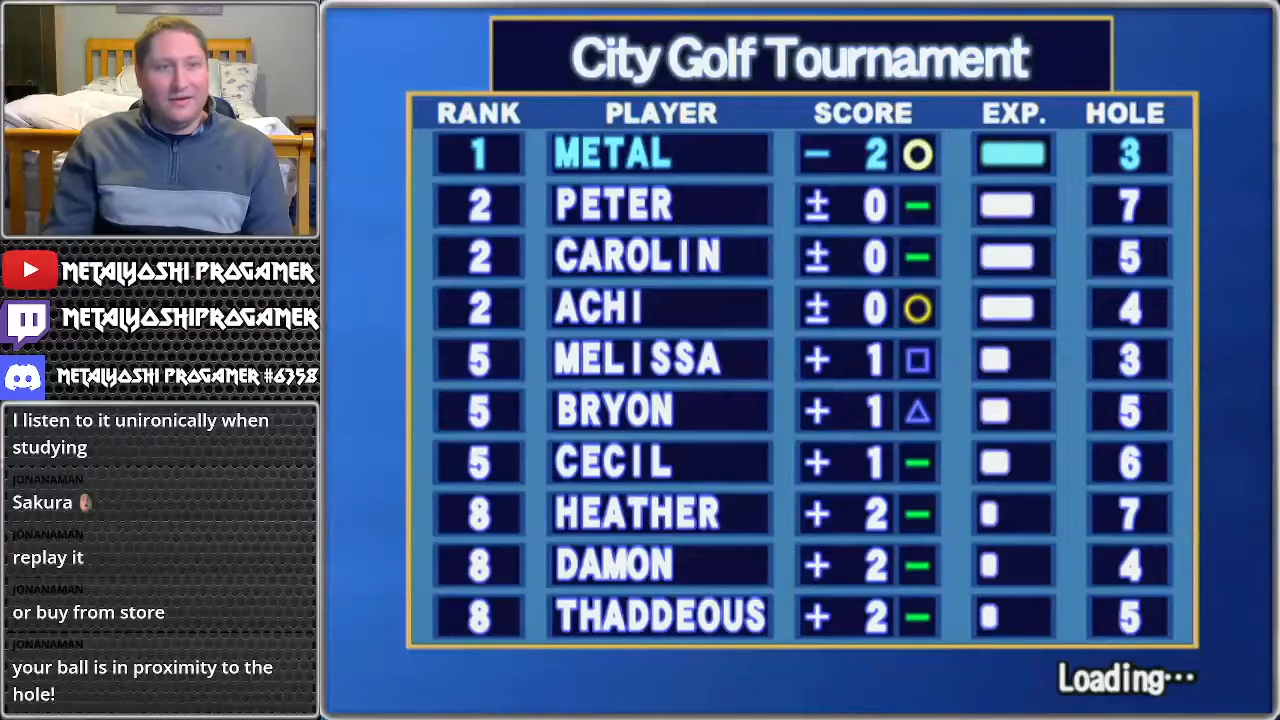 City Golf Tournament
RANK PLAYER SCORE EXP. HOLE
1 METAL - 2 3
2 PETER ± 0 7
2 CAROLIN ± 0 5
2 ACHI ± 0 4
5 MELISSA + 1 3
5 BRYON + 1 5
5 CECIL + 1 6
8 HEATHER + 2 7
8 DAMON + 2 4
8 THADDEOUS + 2 5
Loading...
METALYOSHI PROGAMER
METALYOSHIPROGAMER
METALYOSHI PROGAMER #6358
I listen to it unironically when
studying
JONANAMAN
Sakura
JONANAMAN
replay it
JONANAMAN
or buy from store
JONANAMAN
your ball is in proximity to the
hole!